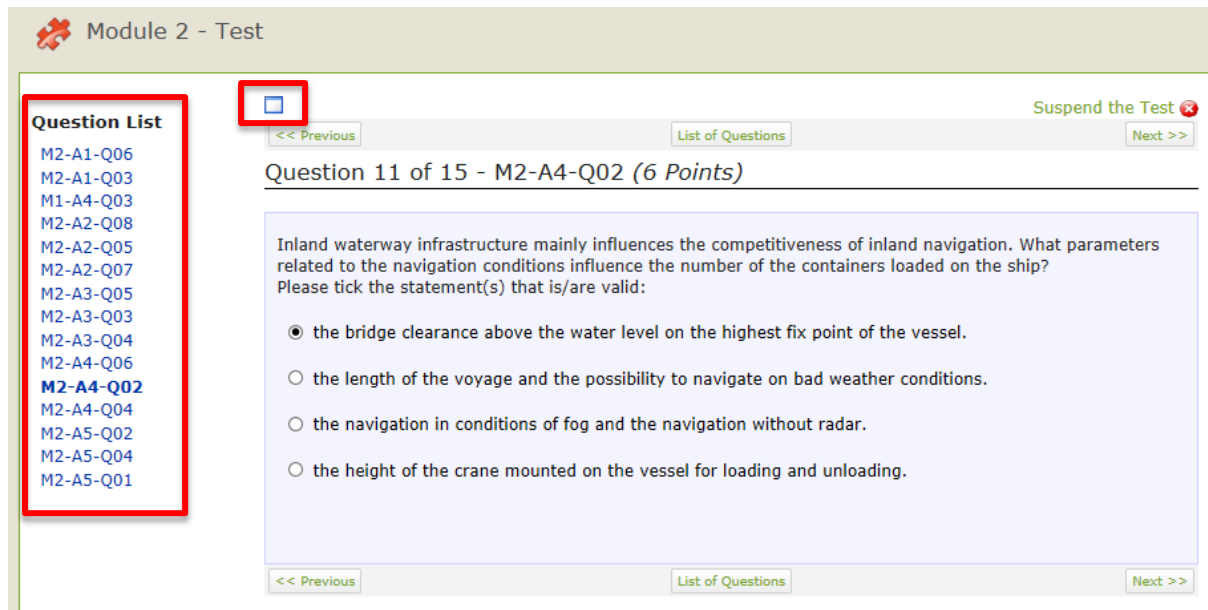 Module 2 - Test
Question List
M2-A1-Q06
M2-A1-Q03
M1-A4-Q03
M2-A2-Q08
M2-A2-Q05
M2-A2-Q07
M2-A3-Q05
M2-A3-Q03
M2-A3-Q04
M2-A4-Q06
M2-A4-Q02
M2-A4-Q04
M2-A5-Q02
M2-A5-Q04
M2-A5-Q01
Suspend the Test
<< Previous
List of Questions
Next >>
Question 11 of 15 - M2-A4-Q02 (6 Points)
Inland waterway infrastructure mainly influences the competitiveness of inland navigation. What parameters
related to the navigation conditions influence the number of the containers loaded on the ship?
Please tick the statement(s) that is/are valid:
the bridge clearance above the water level on the highest fix point of the vessel.
the length of the voyage and the possibility to navigate on bad weather conditions.
the navigation in conditions of fog and the navigation without radar.
the height of the crane mounted on the vessel for loading and unloading.
<< Previous
List of Questions
Next >>